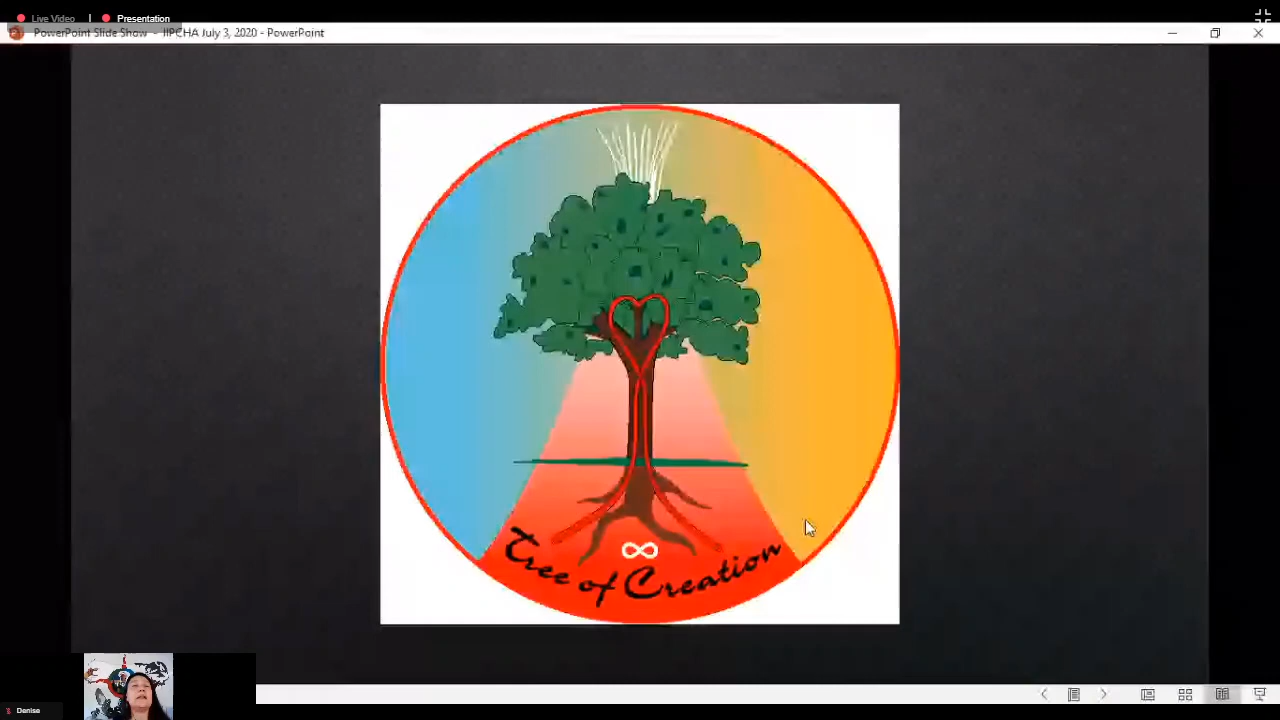 Live Video | Presentation
PowerPoint Slide Show - IIPCHA July 3, 2020 - PowerPoint
Tree of Creation
Denise